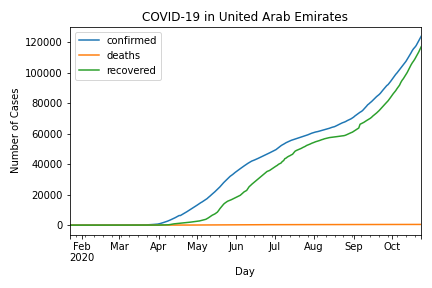 COVID-19 in United Arab Emirates
confirmed
deaths
recovered
Number of Cases
120000
100000
80000
60000
40000
20000
0
Feb Mar Apr May Jun Jul Aug Sep Oct
2020
Day